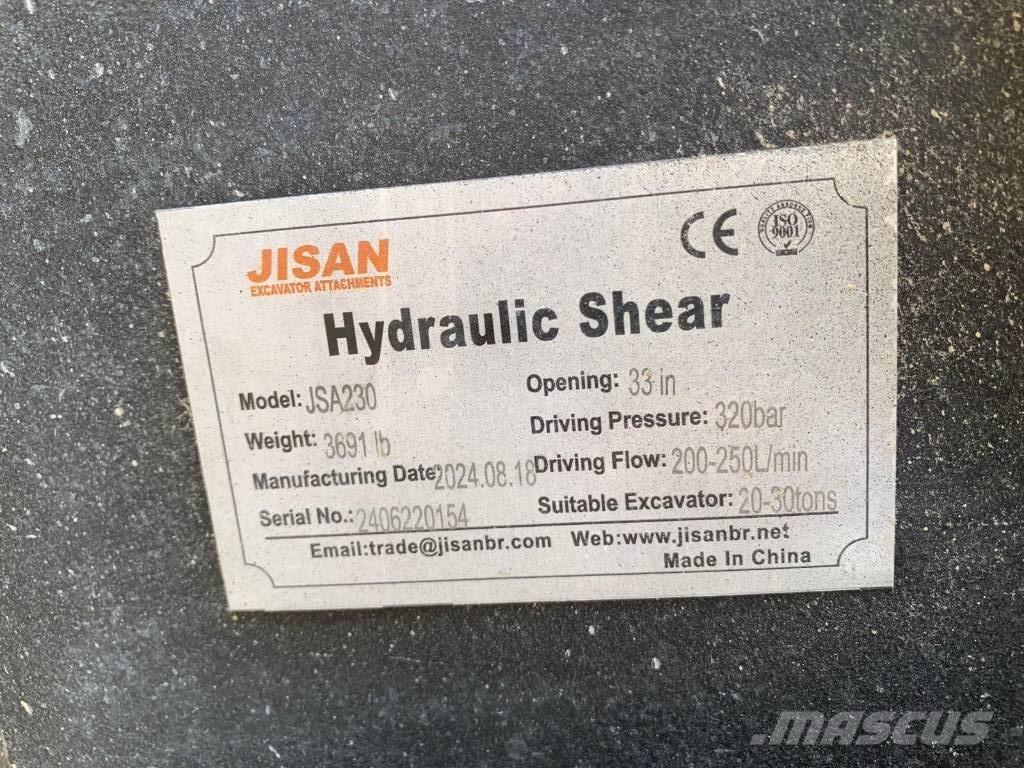 JISAN
EXCAVATOR ATTACHMENTS
CE
ISO
9001
Hydraulic Shear
Model: JSA230
Weight: 3691 lb
Manufacturing Date 2024.08.18
Serial No.: 2406220154
Opening: 33 in
Driving Pressure: 320bar
Driving Flow: 200-250L/min
Suitable Excavator: 20-30tons
Email:trade@jisanbr.com Web:www.jisanbr.net
Made In China
MASCUS